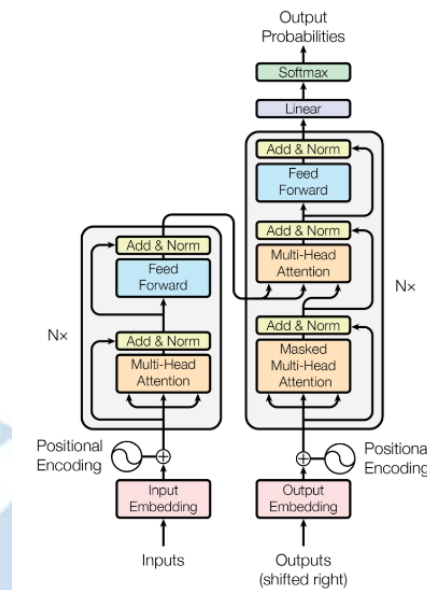 Output
Probabilities
Softmax
Linear
Add & Norm
Feed
Forward
Add & Norm
Multi-Head
Attention
Add & Norm
Masked
Multi-Head
Attention
N×
Positional
Encoding
Output
Embedding
Outputs
(shifted right)
Add & Norm
Feed
Forward
Add & Norm
Multi-Head
Attention
N×
Positional
Encoding
Input
Embedding
Inputs